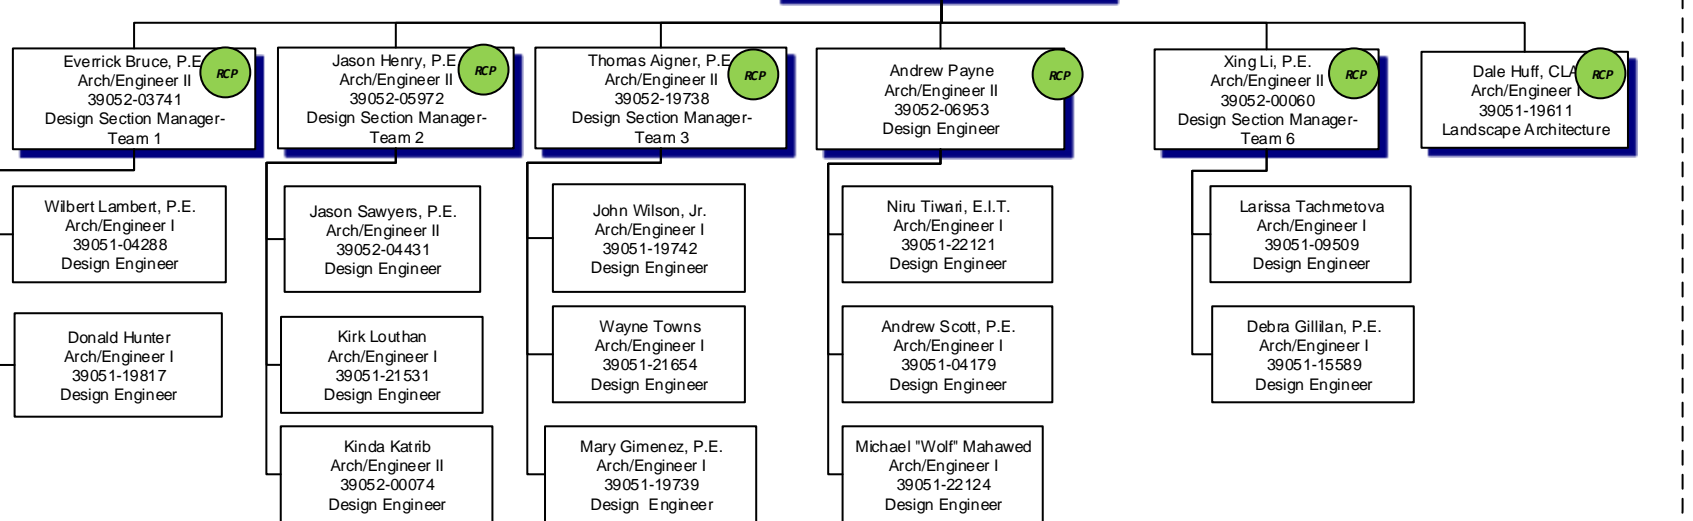 Everrick Bruce, P.E
Arch/Engineer II
39052-03741
Design Section Manager-
Team 1
RCP
Jason Henry, P.E
Arch/Engineer II
39052-05972
Design Section Manager-
Team 2
RCP
Thomas Aigner, P.E
Arch/Engineer II
39052-19738
Design Section Manager-
Team 3
RCP
Andrew Payne
Arch/Engineer II
39052-06953
Design Engineer
RCP
Xing Li, P.E.
Arch/Engineer II
39052-00060
Design Section Manager-
Team 6
RCP
Dale Huff, CLA
Arch/Engineer I
39051-19611
Landscape Architecture
RCP
Wilbert Lambert, P.E.
Arch/Engineer I
39051-04288
Design Engineer
Donald Hunter
Arch/Engineer I
39051-19817
Design Engineer
Jason Sawyers, P.E.
Arch/Engineer II
39052-04431
Design Engineer
Kirk Louthan
Arch/Engineer I
39051-21531
Design Engineer
Kinda Katrib
Arch/Engineer II
39052-00074
Design Engineer
John Wilson, Jr.
Arch/Engineer I
39051-19742
Design Engineer
Wayne Towns
Arch/Engineer I
39051-21654
Design Engineer
Mary Gimenez, P.E.
Arch/Engineer I
39051-19739
Design Engineer
Niru Tiwari, E.I.T.
Arch/Engineer I
39051-22121
Design Engineer
Andrew Scott, P.E.
Arch/Engineer I
39051-04179
Design Engineer
Michael "Wolf" Mahawed
Arch/Engineer I
39051-22124
Design Engineer
Larissa Tachmetova
Arch/Engineer I
39051-09509
Design Engineer
Debra Gillilan, P.E.
Arch/Engineer I
39051-15589
Design Engineer